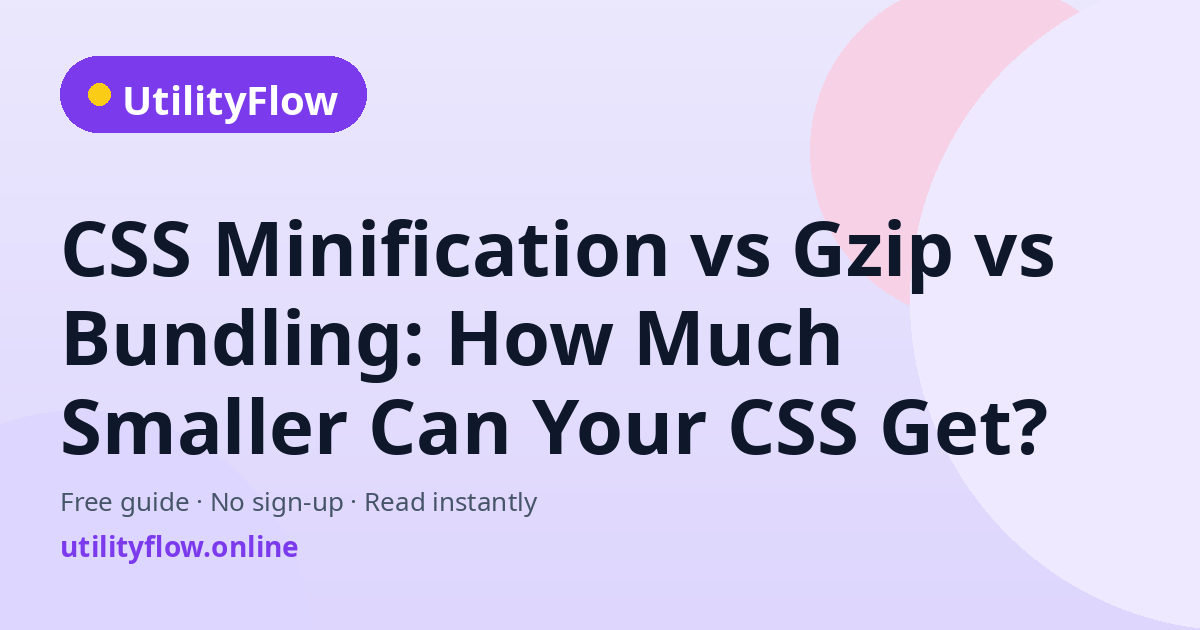 UtilityFlow
CSS Minification vs Gzip vs
Bundling: How Much
Smaller Can Your CSS Get?
Free guide · No sign-up · Read instantly
utilityflow.online